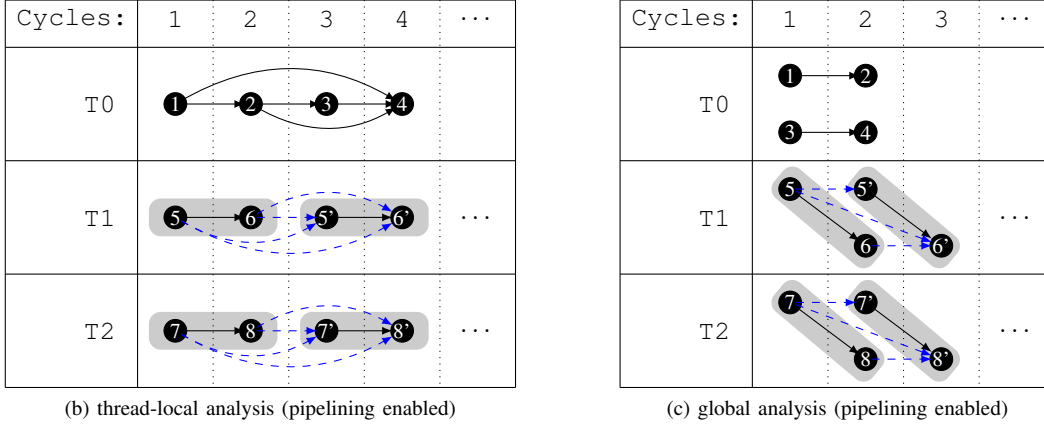 Cycles: 1 2 3 4 ···
T0 1 2 3 4
T1 5 6 5' 6' ···
T2 7 8 7' 8' ···
(b) thread-local analysis (pipelining enabled)
Cycles: 1 2 3 ···
T0
1 2
3 4
T1
5 5'
···
6 6'
T2
7 7'
···
8 8'
(c) global analysis (pipelining enabled)